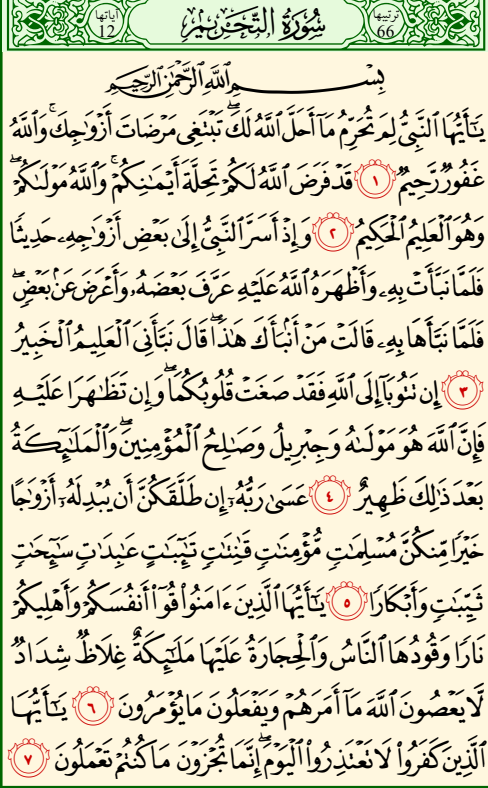 ترتيبها 66 سُورَةُ التَّحْرِيمِ آياتها 12
بِسْمِ ٱللَّهِ ٱلرَّحْمَٰنِ ٱلرَّحِيمِ
يَٰٓأَيُّهَا ٱلنَّبِيُّ لِمَ تُحَرِّمُ مَآ أَحَلَّ ٱللَّهُ لَكَۖ تَبْتَغِى مَرْضَاتَ أَزْوَٰجِكَۚ وَٱللَّهُ
غَفُورٌ رَّحِيمٌ ١ قَدْ فَرَضَ ٱللَّهُ لَكُمْ تَحِلَّةَ أَيْمَٰنِكُمْۚ وَٱللَّهُ مَوْلَىٰكُمْۖ
وَهُوَ ٱلْعَلِيمُ ٱلْحَكِيمُ ٢ وَإِذْ أَسَرَّ ٱلنَّبِيُّ إِلَىٰ بَعْضِ أَزْوَٰجِهِۦ حَدِيثًا
فَلَمَّا نَبَّأَتْ بِهِۦ وَأَظْهَرَهُ ٱللَّهُ عَلَيْهِ عَرَّفَ بَعْضَهُۥ وَأَعْرَضَ عَنۢ بَعْضٍۖ
فَلَمَّا نَبَّأَهَا بِهِۦ قَالَتْ مَنْ أَنۢبَأَكَ هَٰذَاۖ قَالَ نَبَّأَنِىَ ٱلْعَلِيمُ ٱلْخَبِيرُ
٣ إِن تَتُوبَآ إِلَى ٱللَّهِ فَقَدْ صَغَتْ قُلُوبُكُمَاۖ وَإِن تَظَٰهَرَا عَلَيْهِ
فَإِنَّ ٱللَّهَ هُوَ مَوْلَىٰهُ وَجِبْرِيلُ وَصَٰلِحُ ٱلْمُؤْمِنِينَۖ وَٱلْمَلَٰٓئِكَةُ
بَعْدَ ذَٰلِكَ ظَهِيرٌ ٤ عَسَىٰ رَبُّهُۥٓ إِن طَلَّقَكُنَّ أَن يُبْدِلَهُۥٓ أَزْوَٰجًا
خَيْرًا مِّنكُنَّ مُسْلِمَٰتٍ مُّؤْمِنَٰتٍ قَٰنِتَٰتٍ تَٰٓئِبَٰتٍ عَٰبِدَٰتٍ سَٰٓئِحَٰتٍ
ثَيِّبَٰتٍ وَأَبْكَارًا ٥ يَٰٓأَيُّهَا ٱلَّذِينَ ءَامَنُوا۟ قُوٓا۟ أَنفُسَكُمْ وَأَهْلِيكُمْ
نَارًا وَقُودُهَا ٱلنَّاسُ وَٱلْحِجَارَةُ عَلَيْهَا مَلَٰٓئِكَةٌ غِلَاظٌ شِدَادٌ
لَّا يَعْصُونَ ٱللَّهَ مَآ أَمَرَهُمْ وَيَفْعَلُونَ مَا يُؤْمَرُونَ ٦ يَٰٓأَيُّهَا
ٱلَّذِينَ كَفَرُوا۟ لَا تَعْتَذِرُوا۟ ٱلْيَوْمَۖ إِنَّمَا تُجْزَوْنَ مَا كُنتُمْ تَعْمَلُونَ ٧